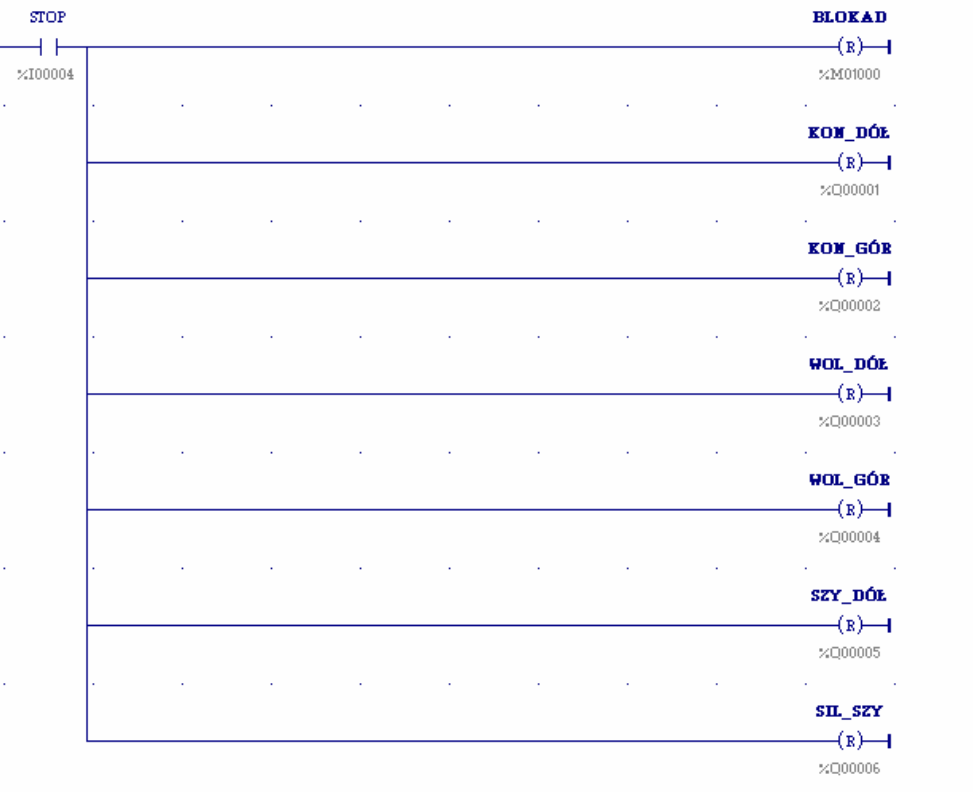 STOP
BLOKAD
(R)
%I00004
%M01000
KON_DÓŁ
(R)
%Q00001
KON_GÓR
(R)
%Q00002
WOL_DÓŁ
(R)
%Q00003
WOL_GÓR
(R)
%Q00004
SZY_DÓŁ
(R)
%Q00005
SIL_SZY
(R)
%Q00006